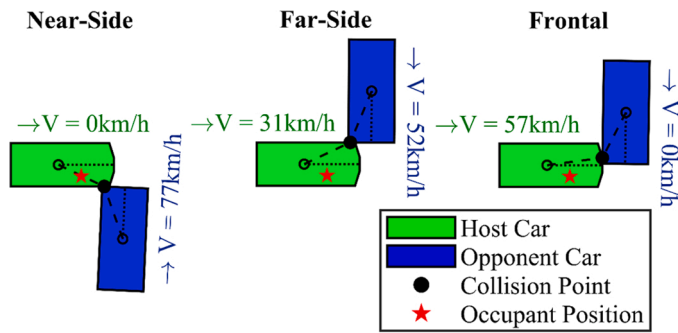 Near-Side
Far-Side
Frontal
→V = 0km/h
→ V = 77km/h
→V = 31km/h
→ V = 52km/h
→V = 57km/h
→ V = 0km/h
Host Car
Opponent Car
Collision Point
Occupant Position